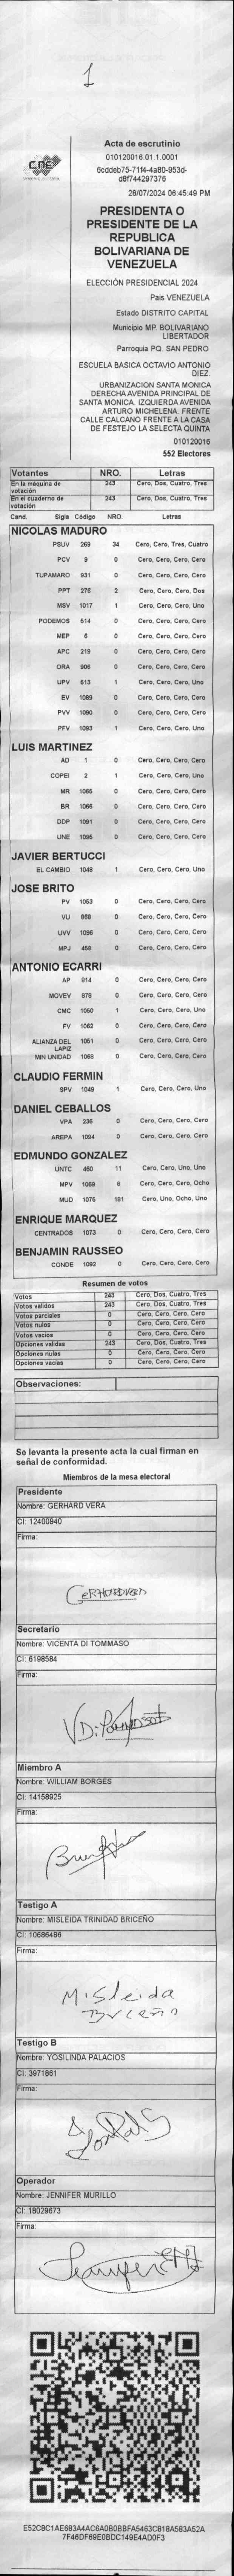 1
CNE
Acta de escrutinio
010120016.01.1.0001
6cddeb75-71f4-4a80-953d-
d8f744297376
28/07/2024 06:45:49 PM
PRESIDENTA O
PRESIDENTE DE LA
REPUBLICA
BOLIVARIANA DE
VENEZUELA
ELECCIÓN PRESIDENCIAL 2024
Pais VENEZUELA
Estado DISTRITO CAPITAL
Municipio MP. BOLIVARIANO
LIBERTADOR
Parroquia PQ. SAN PEDRO
ESCUELA BASICA OCTAVIO ANTONIO
DIEZ.
URBANIZACION SANTA MONICA
DERECHA AVENIDA PRINCIPAL DE
SANTA MONICA. IZQUIERDA AVENIDA
ARTURO MICHELENA. FRENTE
CALLE CALCANO FRENTE A LA CASA
DE FESTEJO LA SELECTA QUINTA
010120016
552 Electores
Votantes NRO. Letras
En la máquina de votación 243 Cero, Dos, Cuatro, Tres
En el cuaderno de votación 243 Cero, Dos, Cuatro, Tres
Cand. Sigla Código NRO. Letras
NICOLAS MADURO
PSUV 269 34 Cero, Cero, Tres, Cuatro
PCV 9 0 Cero, Cero, Cero, Cero
TUPAMARO 931 0 Cero, Cero, Cero, Cero
PPT 276 2 Cero, Cero, Cero, Dos
MSV 1017 1 Cero, Cero, Cero, Uno
PODEMOS 514 0 Cero, Cero, Cero, Cero
MEP 6 0 Cero, Cero, Cero, Cero
APC 219 0 Cero, Cero, Cero, Cero
ORA 906 0 Cero, Cero, Cero, Cero
UPV 613 1 Cero, Cero, Cero, Uno
EV 1089 0 Cero, Cero, Cero, Cero
PVV 1090 0 Cero, Cero, Cero, Cero
PFV 1093 1 Cero, Cero, Cero, Uno
LUIS MARTINEZ
AD 1 0 Cero, Cero, Cero, Cero
COPEI 2 1 Cero, Cero, Cero, Uno
MR 1065 0 Cero, Cero, Cero, Cero
BR 1066 0 Cero, Cero, Cero, Cero
DDP 1091 0 Cero, Cero, Cero, Cero
UNE 1095 0 Cero, Cero, Cero, Cero
JAVIER BERTUCCI
EL CAMBIO 1048 1 Cero, Cero, Cero, Uno
JOSE BRITO
PV 1053 0 Cero, Cero, Cero, Cero
VU 0 Cero, Cero, Cero, Cero
UVV 1096 0 Cero, Cero, Cero, Cero
MPJ 458 0 Cero, Cero, Cero, Cero
ANTONIO ECARRI
AP 814 0 Cero, Cero, Cero, Cero
MOVEV 878 0 Cero, Cero, Cero, Cero
CMC 1050 1 Cero, Cero, Cero, Uno
FV 1062 0 Cero, Cero, Cero, Cero
ALIANZA DEL LAPIZ 1051 0 Cero, Cero, Cero, Cero
MIN UNIDAD 1068 0 Cero, Cero, Cero, Cero
CLAUDIO FERMIN
SPV 1049 1 Cero, Cero, Cero, Uno
DANIEL CEBALLOS
VPA 236 0 Cero, Cero, Cero, Cero
AREPA 1094 0 Cero, Cero, Cero, Cero
EDMUNDO GONZALEZ
UNTC 460 11 Cero, Cero, Uno, Uno
MPV 1069 8 Cero, Cero, Cero, Ocho
MUD 1075 181 Cero, Uno, Ocho, Uno
ENRIQUE MARQUEZ
CENTRADOS 1073 0 Cero, Cero, Cero, Cero
BENJAMIN RAUSSEO
CONDE 1092 0 Cero, Cero, Cero, Cero
Resumen de votos
Votos 243 Cero, Dos, Cuatro, Tres
Votos validos 243 Cero, Dos, Cuatro, Tres
Votos parciales 0 Cero, Cero, Cero, Cero
Votos nulos 0 Cero, Cero, Cero, Cero
Votos vacios 0 Cero, Cero, Cero, Cero
Opciones validas 243 Cero, Dos, Cuatro, Tres
Opciones nulas 0 Cero, Cero, Cero, Cero
Opciones vacias 0 Cero, Cero, Cero, Cero
Observaciones:
Se levanta la presente acta la cual firman en
señal de conformidad.
Miembros de la mesa electoral
Presidente
Nombre: GERHARD VERA
CI: 12400940
Firma:
GERHARD VERA
Secretario
Nombre: VICENTA DI TOMMASO
CI: 6198584
Firma:
Miembro A
Nombre: WILLIAM BORGES
CI: 14158925
Firma:
Testigo A
Nombre: MISLEIDA TRINIDAD BRICEÑO
CI: 10686486
Firma:
Misleida
Briceño
Testigo B
Nombre: YOSILINDA PALACIOS
CI: 3971861
Firma:
Operador
Nombre: JENNIFER MURILLO
CI: 18029673
Firma:
E52C8C1AE683A4AC6A0B0BBFA5463C818A583A52A
7F46DF69E0BDC149E4AD0F3